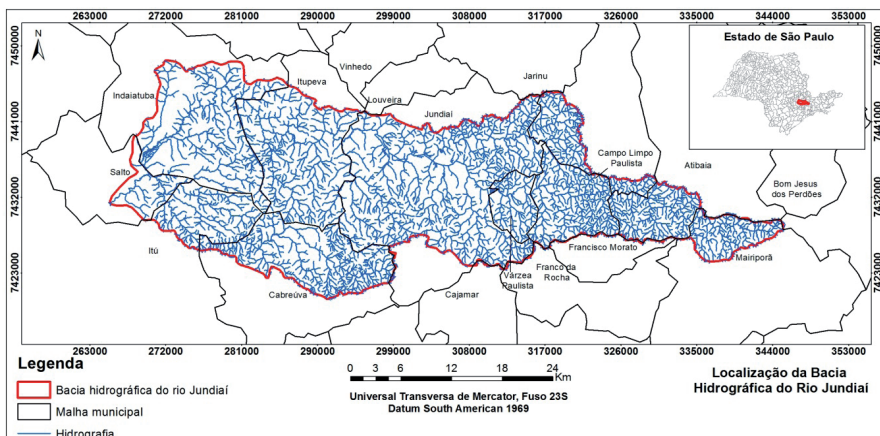 263000 272000 281000 290000 299000 308000 317000 326000 335000 344000 353000
7450000
7441000
7432000
7423000
7450000
7441000
7432000
7423000
N
Estado de São Paulo
Vinhedo
Jarinu
Itupeva
Indaiatuba
Louveira
Jundiaí
Campo Limpo
Paulista
Atibaia
Salto
Bom Jesus
dos Perdões
Itú
Francisco Morato
Mairiporã
Franco da
Rocha
Várzea
Paulista
Cabreúva
Cajamar
263000 272000 281000 290000 299000 308000 317000 326000 335000 344000 353000
Legenda
Bacia hidrográfica do rio Jundiaí
Malha municipal
Hidrografia
0 3 6 12 18 24
Km
Universal Transversa de Mercator, Fuso 23S
Datum South American 1969
Localização da Bacia
Hidrográfica do Rio Jundiaí